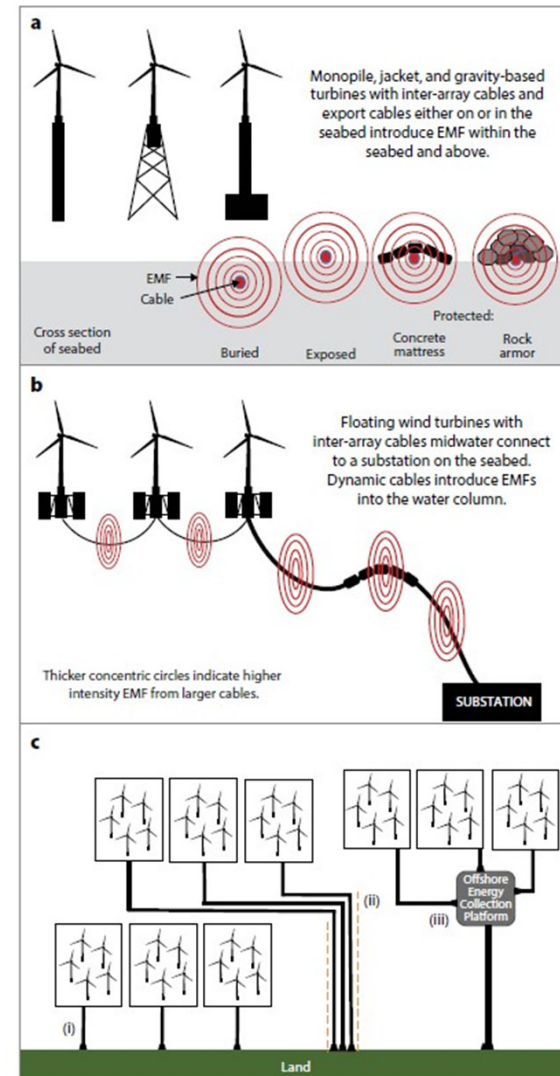 a
Monopile, jacket, and gravity-based
turbines with inter-array cables and
export cables either on or in the
seabed introduce EMF within the
seabed and above.
EMF
Cable
Protected:
Cross section
of seabed
Buried
Exposed
Concrete
mattress
Rock
armor
b
Floating wind turbines with
inter-array cables midwater connect
to a substation on the seabed.
Dynamic cables introduce EMFs
into the water column.
Thicker concentric circles indicate higher
intensity EMF from larger cables.
SUBSTATION
c
(i)
(ii)
(iii)
Offshore
Energy
Collection
Platform
Land